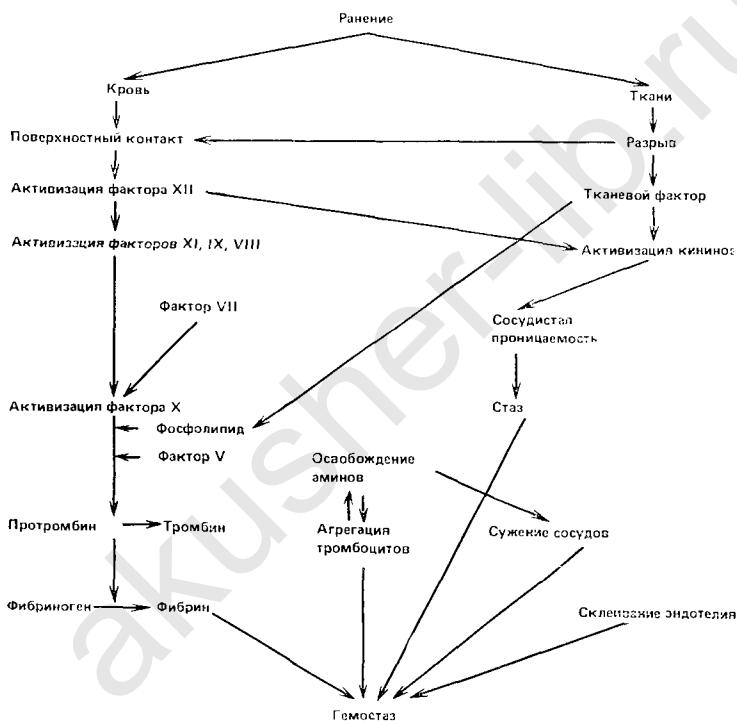 Ранение
Кровь
Ткани
Поверхностный контакт
Разрыв
Активизация фактора XII
Тканевой фактор
Активизация факторов XI, IX, VIII
Активизация кининов
Фактор VII
Сосудистая
проницаемость
Активизация фактора X
Стаз
Фосфолипид
Фактор V
Освобождение
аминов
Протромбин
Тромбин
Агрегация
тромбоцитов
Сужение сосудов
Фибриноген
Фибрин
Склеивание эндотелия
Гемостаз
akusher-lib.ru